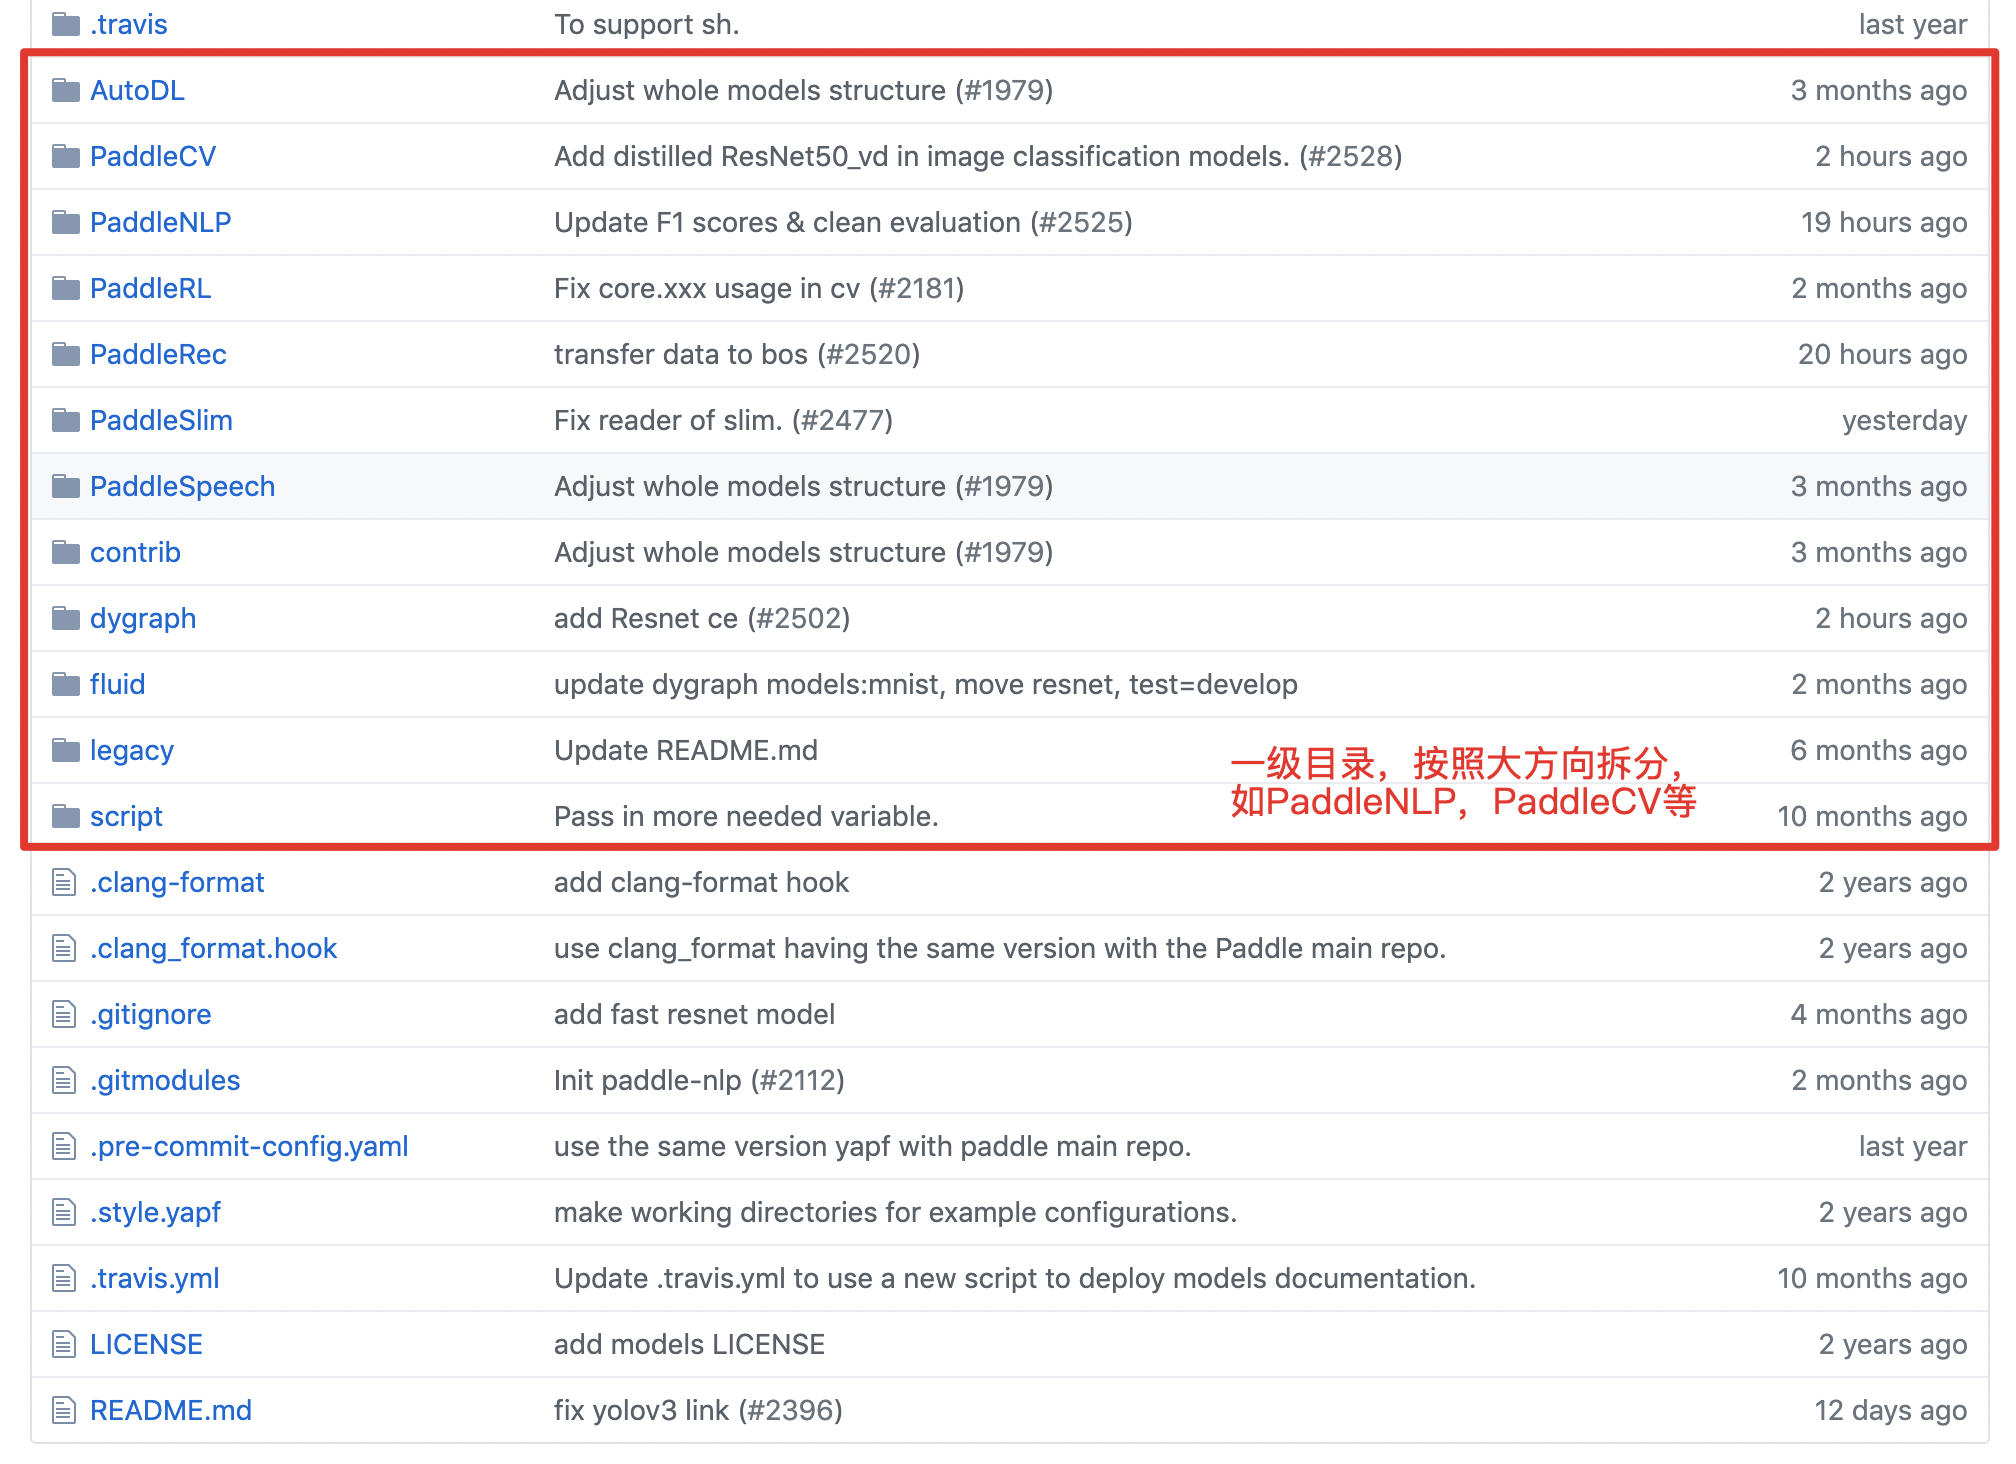 .travis To support sh. last year
AutoDL Adjust whole models structure (#1979) 3 months ago
PaddleCV Add distilled ResNet50_vd in image classification models. (#2528) 2 hours ago
PaddleNLP Update F1 scores & clean evaluation (#2525) 19 hours ago
PaddleRL Fix core.xxx usage in cv (#2181) 2 months ago
PaddleRec transfer data to bos (#2520) 20 hours ago
PaddleSlim Fix reader of slim. (#2477) yesterday
PaddleSpeech Adjust whole models structure (#1979) 3 months ago
contrib Adjust whole models structure (#1979) 3 months ago
dygraph add Resnet ce (#2502) 2 hours ago
fluid update dygraph models:mnist, move resnet, test=develop 2 months ago
legacy Update README.md 6 months ago
一级目录，按照大方向拆分，
如PaddleNLP，PaddleCV等
script Pass in more needed variable. 10 months ago
.clang-format add clang-format hook 2 years ago
.clang_format.hook use clang_format having the same version with the Paddle main repo. 2 years ago
.gitignore add fast resnet model 4 months ago
.gitmodules Init paddle-nlp (#2112) 2 months ago
.pre-commit-config.yaml use the same version yapf with paddle main repo. last year
.style.yapf make working directories for example configurations. 2 years ago
.travis.yml Update .travis.yml to use a new script to deploy models documentation. 10 months ago
LICENSE add models LICENSE 2 years ago
README.md fix yolov3 link (#2396) 12 days ago